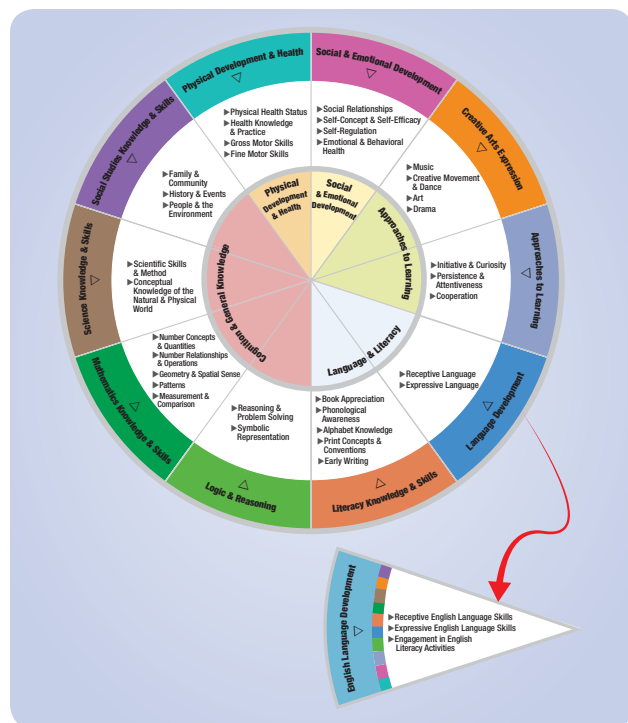 Physical Development & Health
Social & Emotional Development
Creative Arts Expression
Approaches to Learning
Language Development
Literacy Knowledge & Skills
Logic & Reasoning
Mathematics Knowledge & Skills
Science Knowledge & Skills
Social Studies Knowledge & Skills
▶Physical Health Status
▶Health Knowledge
& Practice
▶Gross Motor Skills
▶Fine Motor Skills
▶Social Relationships
▶Self-Concept & Self-Efficacy
▶Self-Regulation
▶Emotional & Behavioral
Health
▶Music
▶Creative Movement
& Dance
▶Art
▶Drama
▶Initiative & Curiosity
▶Persistence &
Attentiveness
▶Cooperation
▶Receptive Language
▶Expressive Language
▶Book Appreciation
▶Phonological
Awareness
▶Alphabet Knowledge
▶Print Concepts &
Conventions
▶Early Writing
▶Reasoning &
Problem Solving
▶Symbolic
Representation
▶Number Concepts
& Quantities
▶Number Relationships
& Operations
▶Geometry & Spatial Sense
▶Patterns
▶Measurement &
Comparison
▶Scientific Skills
& Method
▶Conceptual
Knowledge of the
Natural & Physical
World
▶Family &
Community
▶History & Events
▶People & the
Environment
Physical
Development
& Health
Social
& Emotional
Development
Approaches to Learning
Language & Literacy
Cognition & General Knowledge
English Language Development
▶Receptive English Language Skills
▶Expressive English Language Skills
▶Engagement in English
Literacy Activities